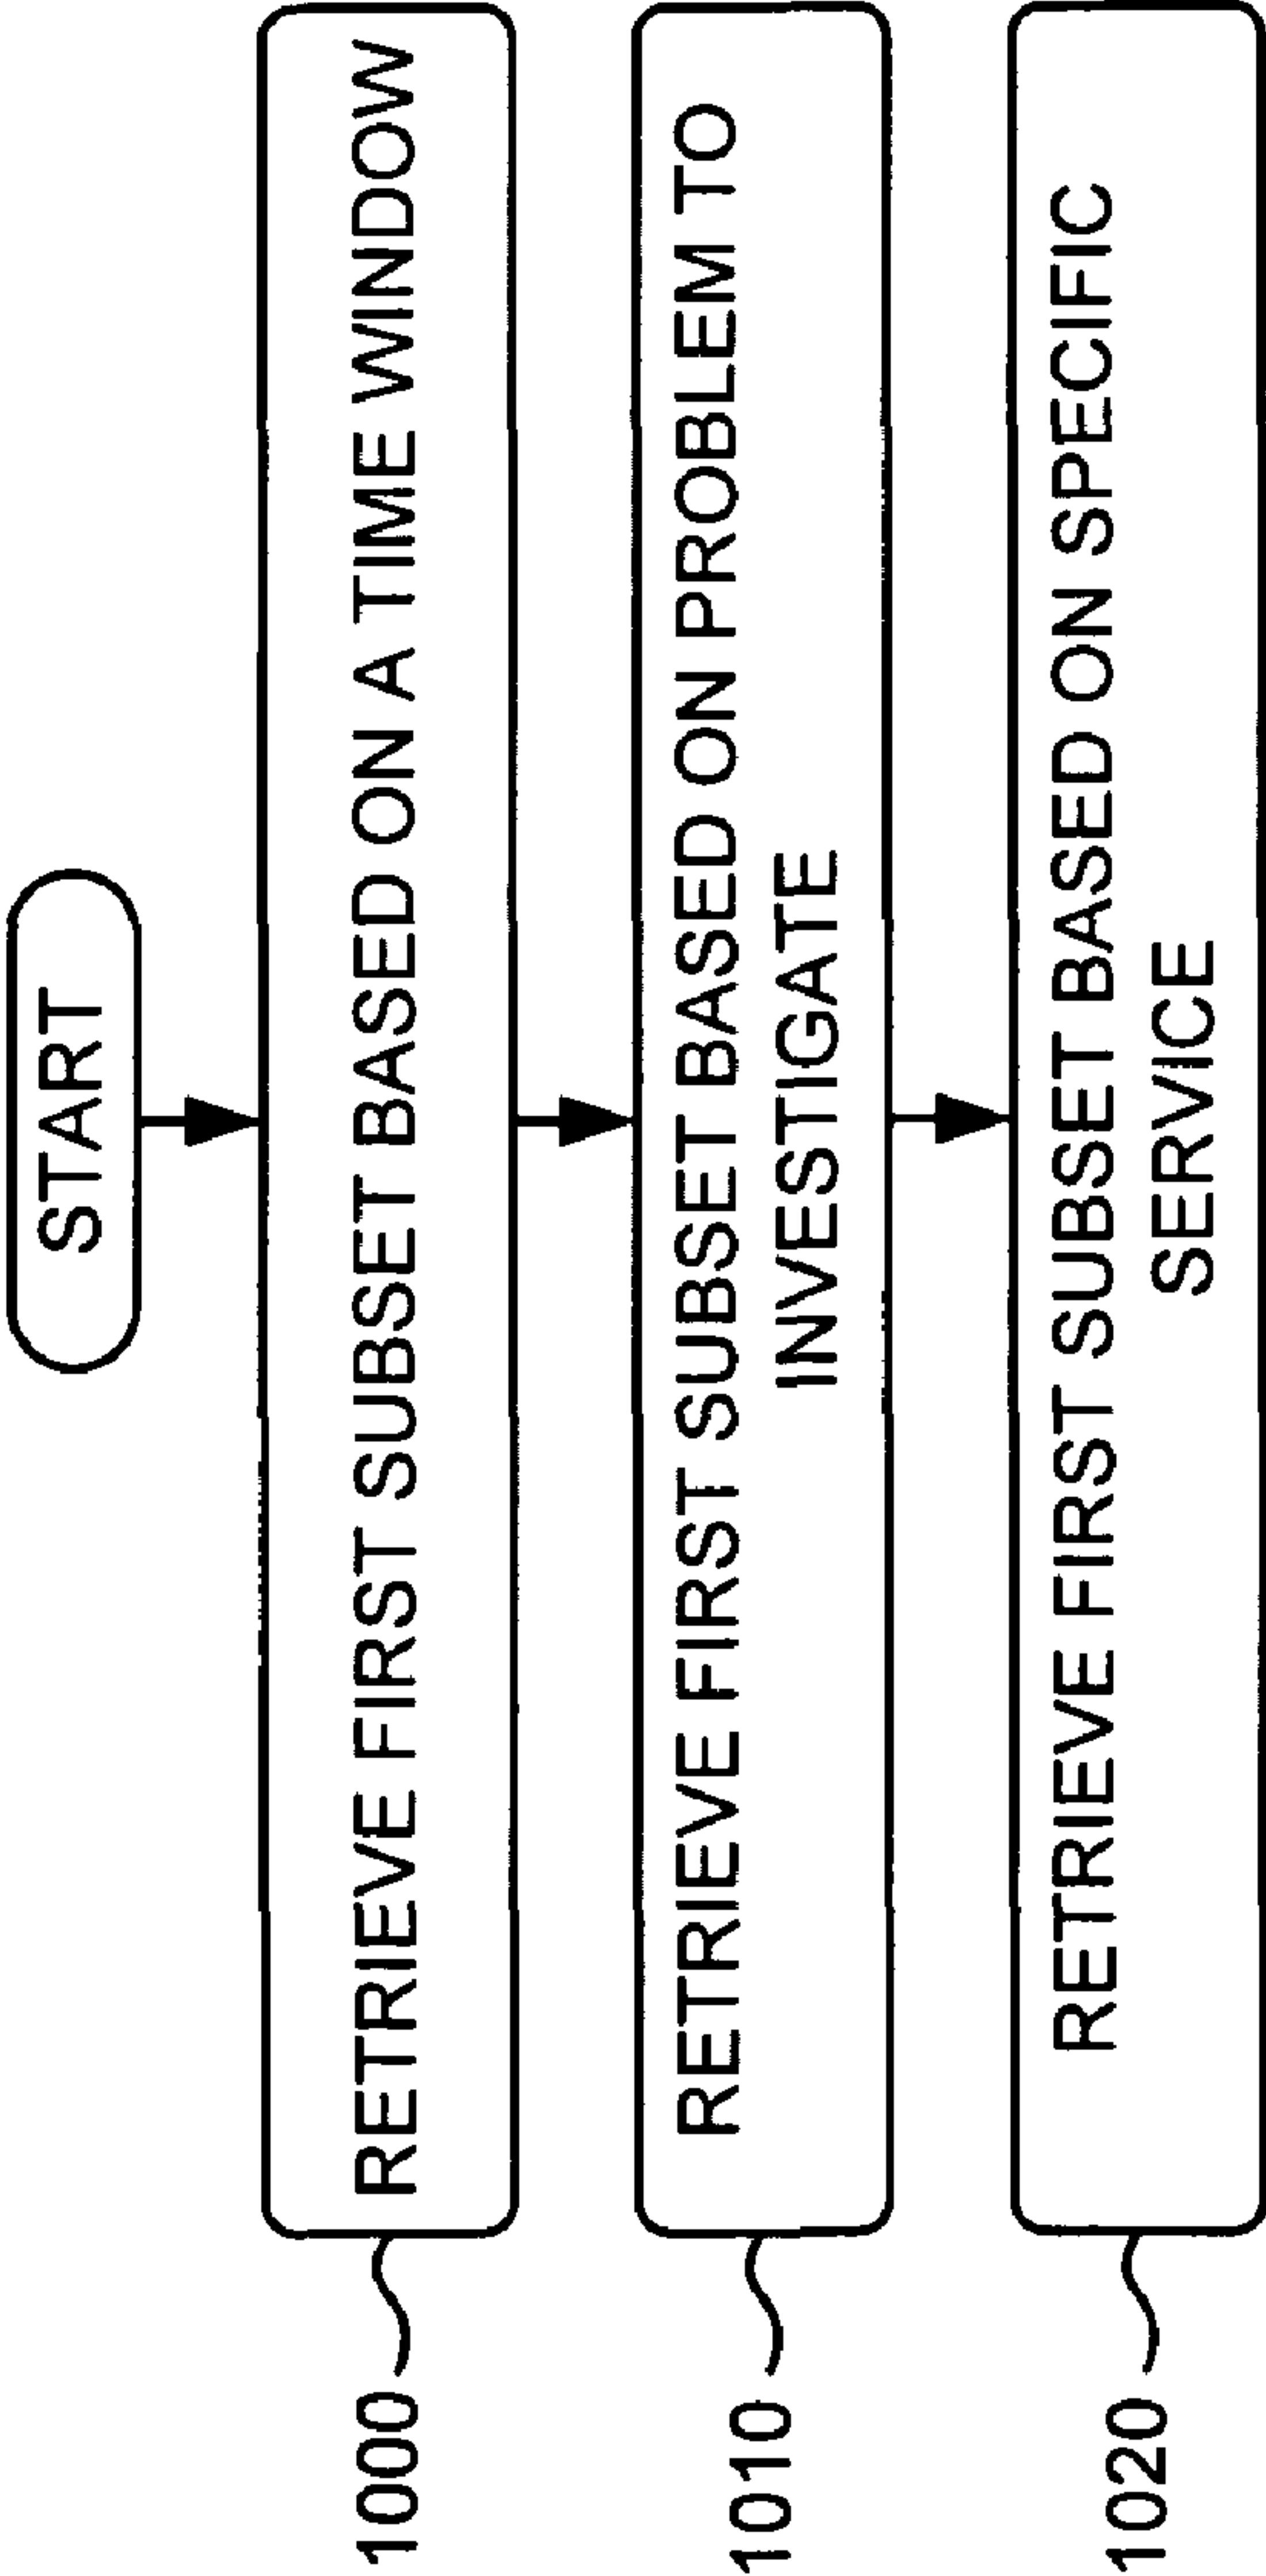 START
1000
RETRIEVE FIRST SUBSET BASED ON A TIME WINDOW
1010
RETRIEVE FIRST SUBSET BASED ON PROBLEM TO
INVESTIGATE
1020
RETRIEVE FIRST SUBSET BASED ON SPECIFIC
SERVICE